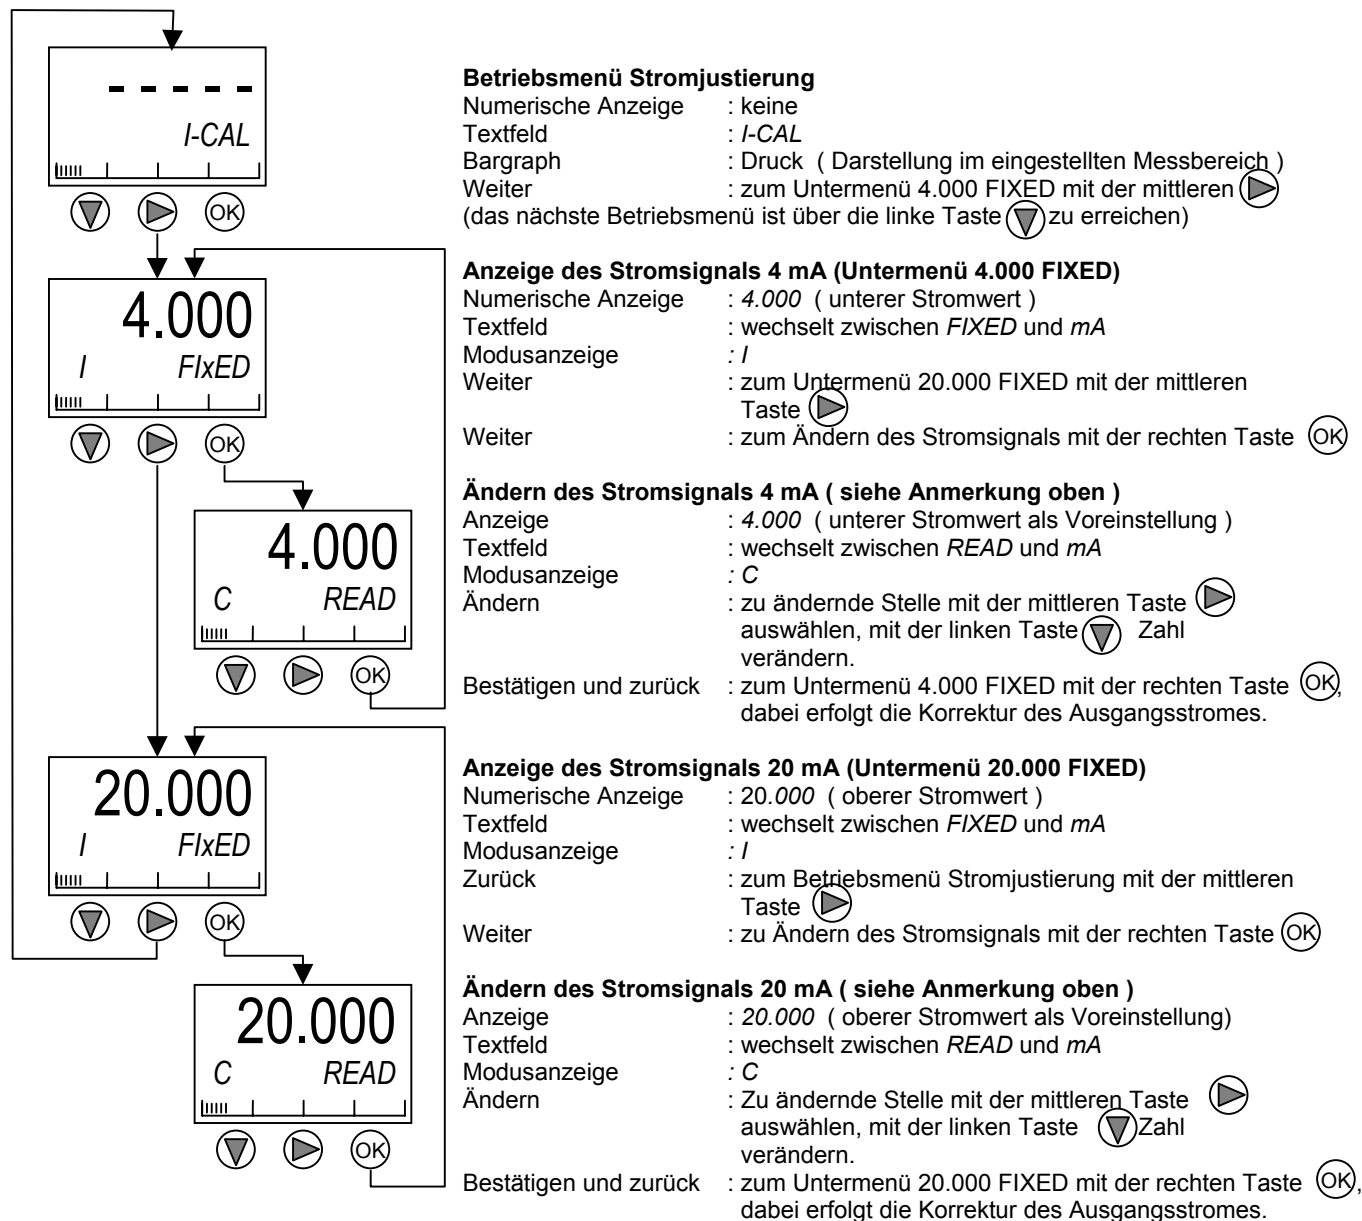 - - - - -
I-CAL
OK
Betriebsmenü Stromjustierung
Numerische Anzeige : keine
Textfeld : I-CAL
Bargraph : Druck ( Darstellung im eingestellten Messbereich )
Weiter : zum Untermenü 4.000 FIXED mit der mittleren
(das nächste Betriebsmenü ist über die linke Taste zu erreichen)
4.000
I FIxED
OK
Anzeige des Stromsignals 4 mA (Untermenü 4.000 FIXED)
Numerische Anzeige : 4.000 ( unterer Stromwert )
Textfeld : wechselt zwischen FIXED und mA
Modusanzeige : I
Weiter : zum Untermenü 20.000 FIXED mit der mittleren
Taste
Weiter : zum Ändern des Stromsignals mit der rechten Taste OK
4.000
C READ
OK
Ändern des Stromsignals 4 mA ( siehe Anmerkung oben )
Anzeige : 4.000 ( unterer Stromwert als Voreinstellung )
Textfeld : wechselt zwischen READ und mA
Modusanzeige : C
Ändern : zu ändernde Stelle mit der mittleren Taste
auswählen, mit der linken Taste Zahl
verändern.
Bestätigen und zurück : zum Untermenü 4.000 FIXED mit der rechten Taste OK,
dabei erfolgt die Korrektur des Ausgangsstromes.
20.000
I FIxED
OK
Anzeige des Stromsignals 20 mA (Untermenü 20.000 FIXED)
Numerische Anzeige : 20.000 ( oberer Stromwert )
Textfeld : wechselt zwischen FIXED und mA
Modusanzeige : I
Zurück : zum Betriebsmenü Stromjustierung mit der mittleren
Taste
Weiter : zu Ändern des Stromsignals mit der rechten Taste OK
20.000
C READ
OK
Ändern des Stromsignals 20 mA ( siehe Anmerkung oben )
Anzeige : 20.000 ( oberer Stromwert als Voreinstellung)
Textfeld : wechselt zwischen READ und mA
Modusanzeige : C
Ändern : Zu ändernde Stelle mit der mittleren Taste
auswählen, mit der linken Taste Zahl
verändern.
Bestätigen und zurück : zum Untermenü 20.000 FIXED mit der rechten Taste OK,
dabei erfolgt die Korrektur des Ausgangsstromes.